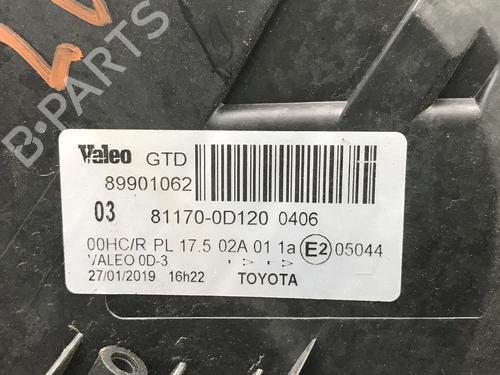 B-PARTS
Valeo GTD
89901062
03 81170-0D120 0406
00HC/R PL 17.5 02A 01 1a E2 05044
VALEO 0D-3
27/01/2019 16h22 TOYOTA